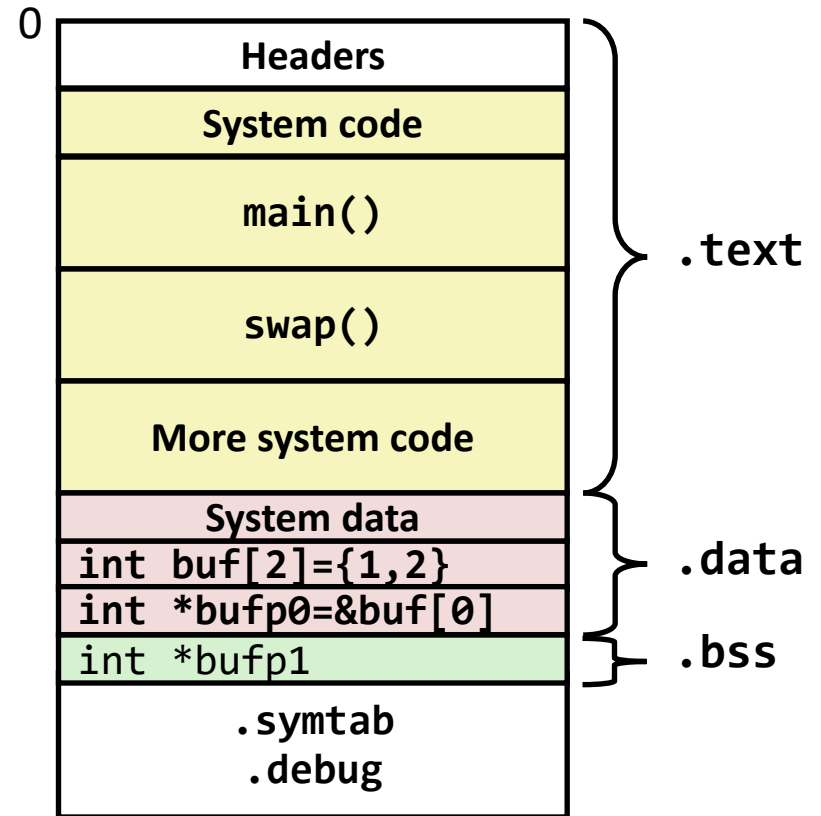 0
Headers
System code
main()
.text
swap()
More system code
System data
int buf[2]={1,2}
.data
int *bufp0=&buf[0]
int *bufp1
.bss
.symtab
.debug